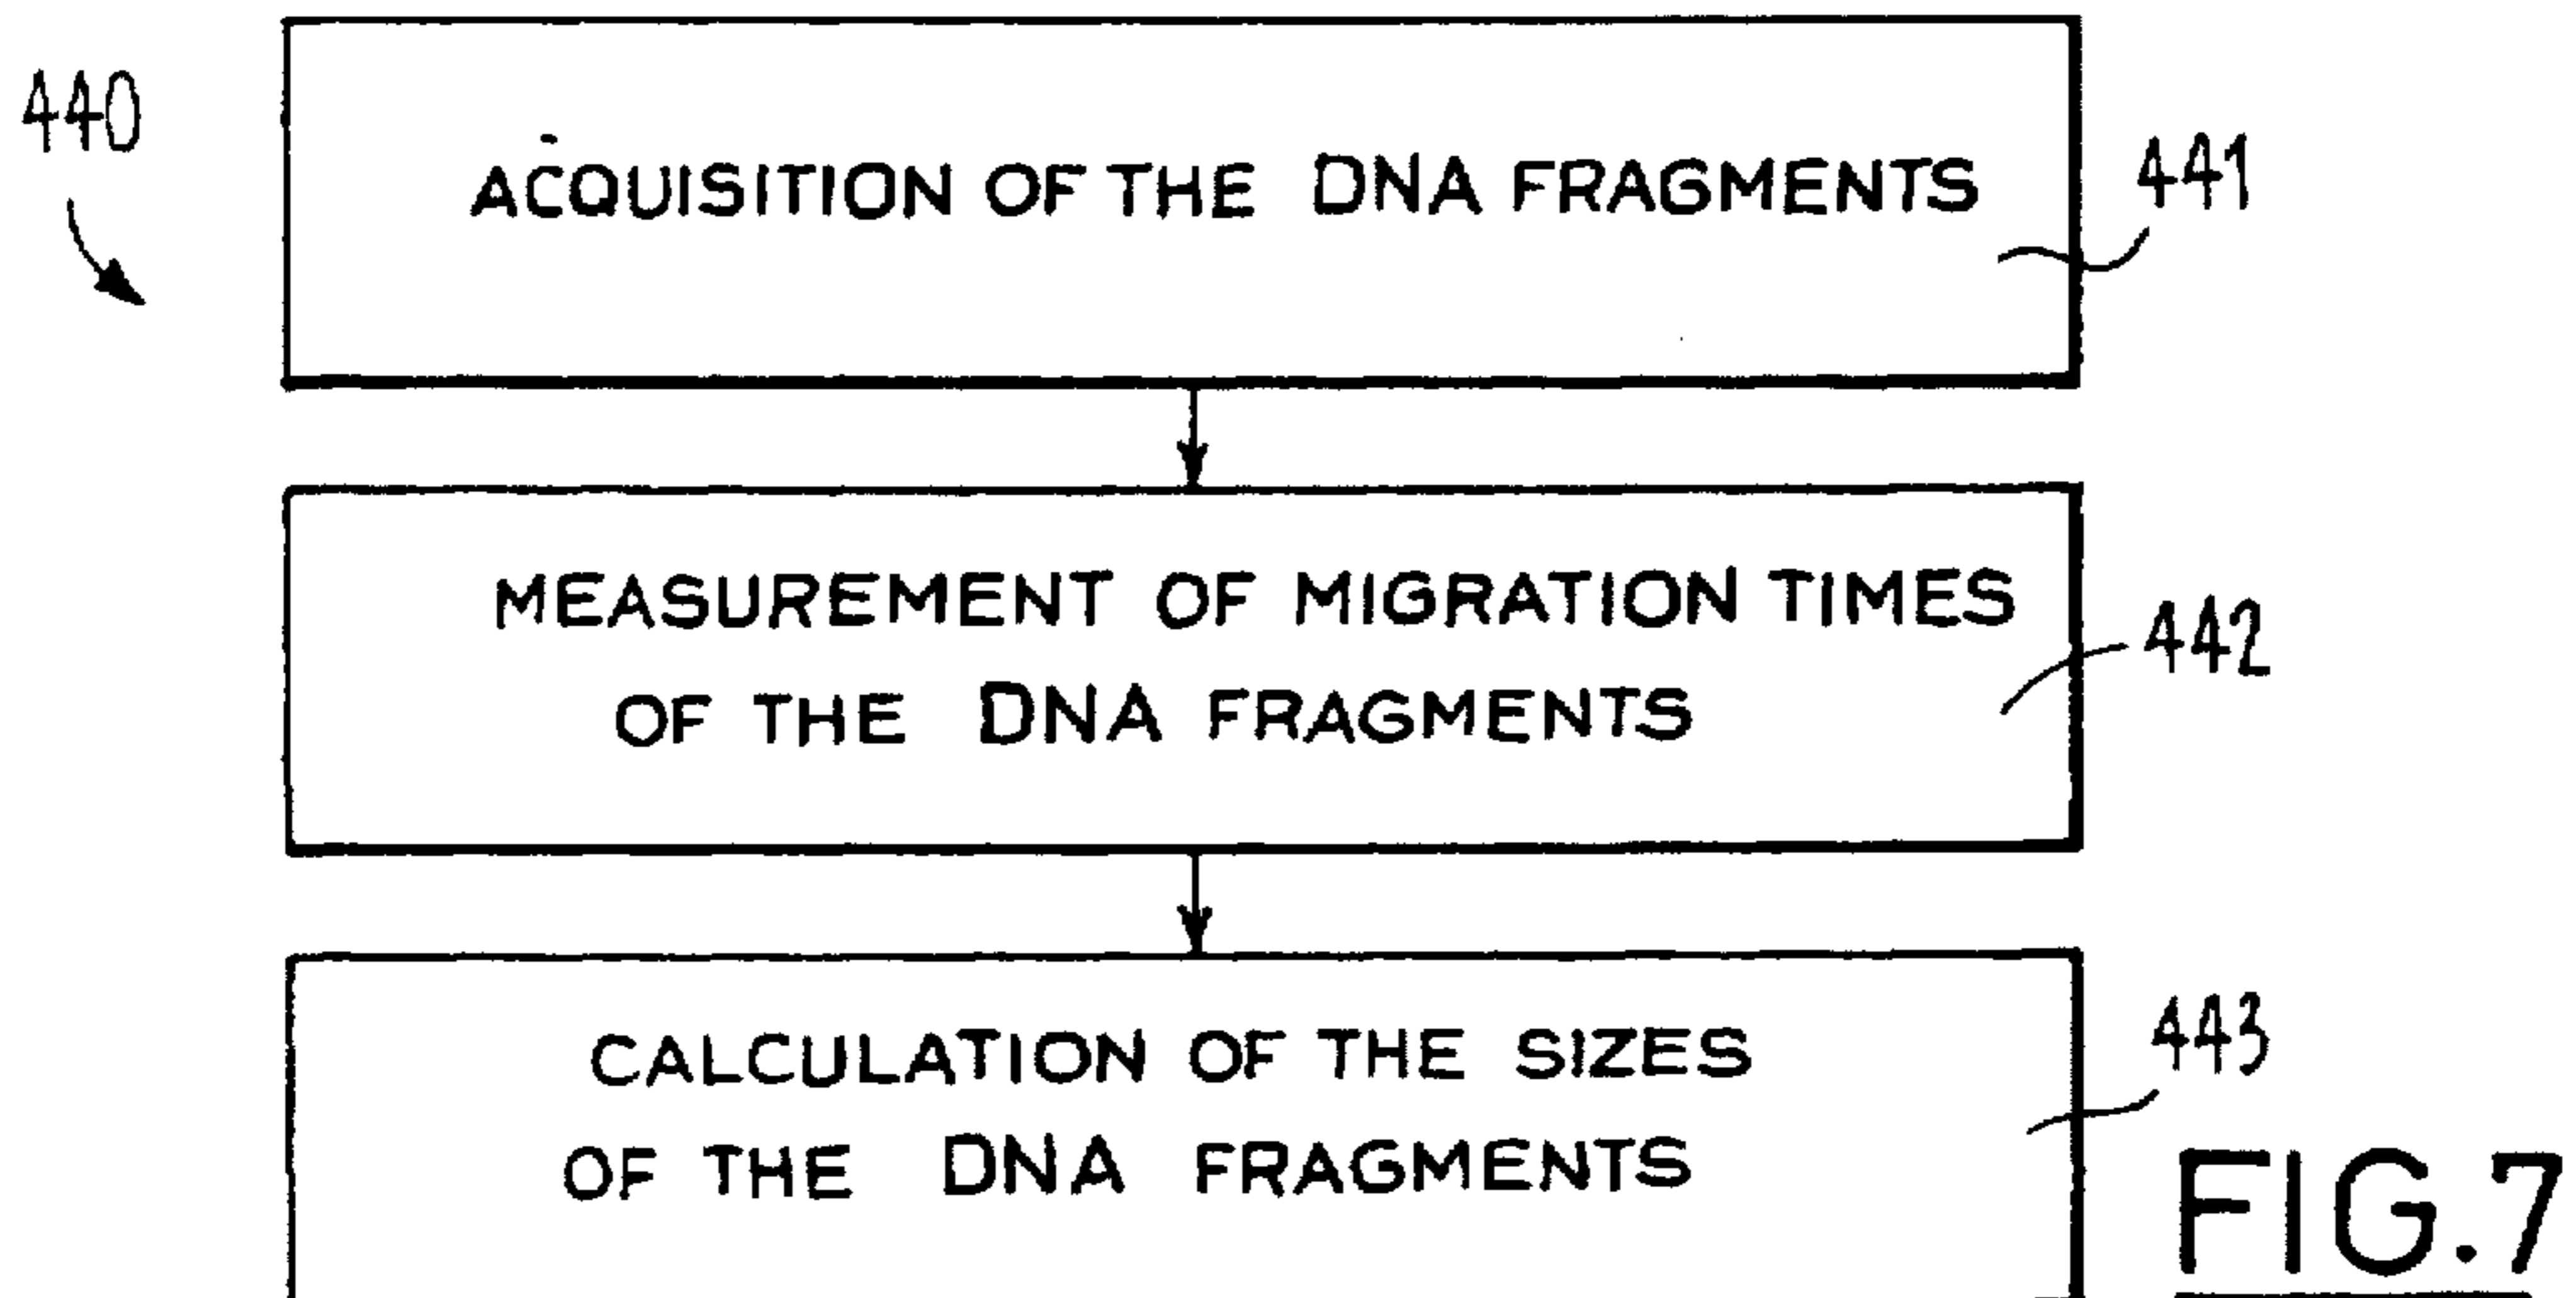 440
ACQUISITION OF THE DNA FRAGMENTS
441
MEASUREMENT OF MIGRATION TIMES
OF THE DNA FRAGMENTS
442
CALCULATION OF THE SIZES
OF THE DNA FRAGMENTS
443
FIG.7